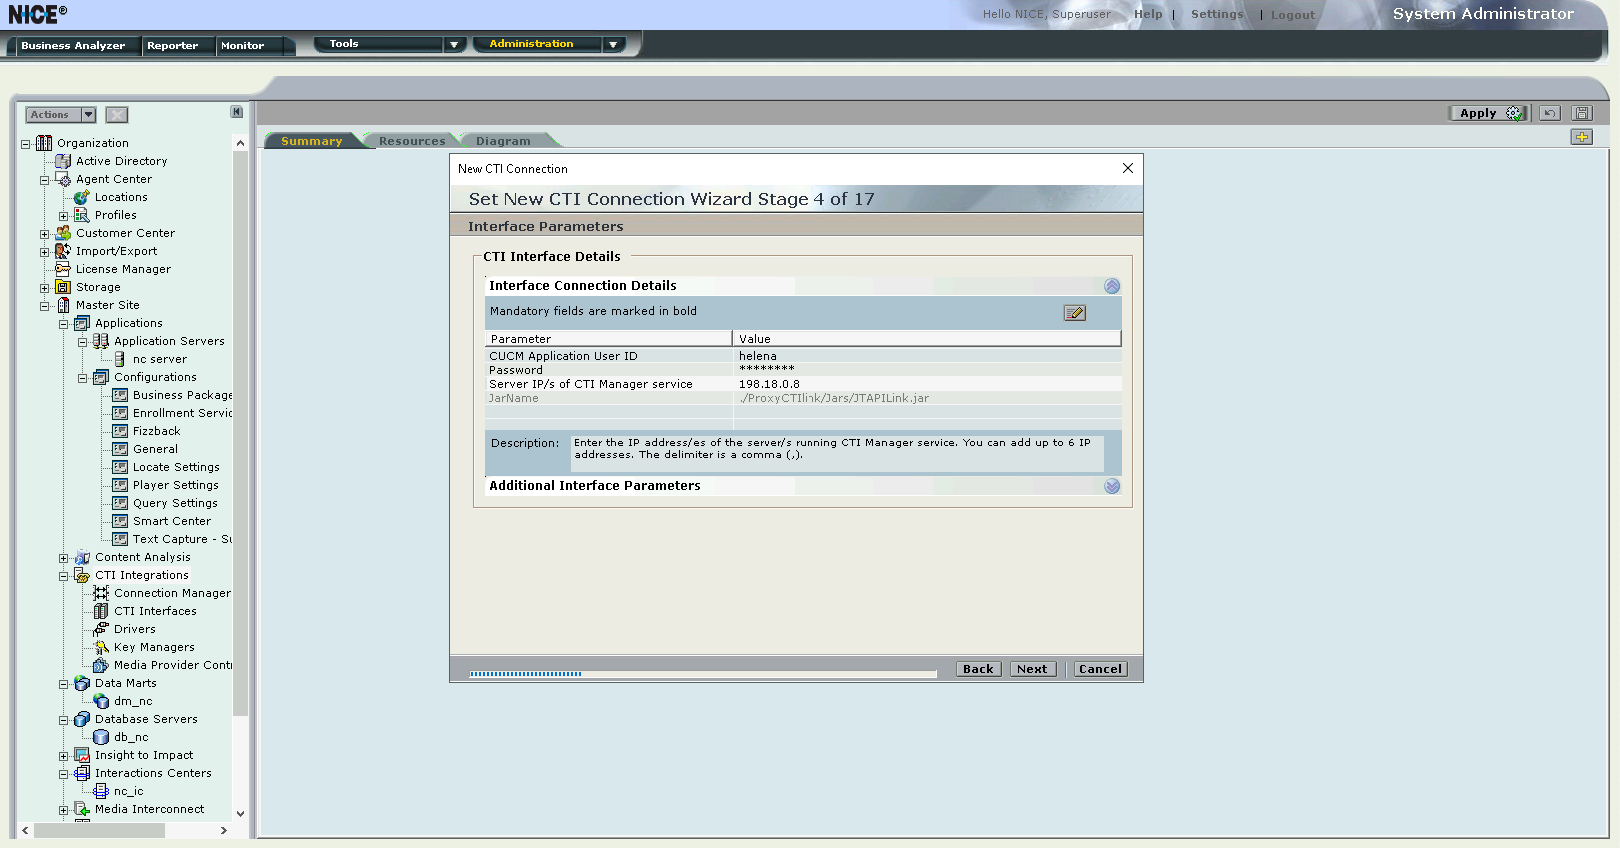 NICE®
Hello NICE, Superuser Help | Settings | Logout System Administrator
Business Analyzer Reporter Monitor Tools Administration
Actions
Apply
Summary Resources Diagram
Organization
Active Directory
Agent Center
Locations
Profiles
Customer Center
Import/Export
License Manager
Storage
Master Site
Applications
Application Servers
nc server
Configurations
Business Package
Enrollment Servic
Fizzback
General
Locate Settings
Player Settings
Query Settings
Smart Center
Text Capture - Su
Content Analysis
CTI Integrations
Connection Manager
CTI Interfaces
Drivers
Key Managers
Media Provider Contr
Data Marts
dm_nc
Database Servers
db_nc
Insight to Impact
Interactions Centers
nc_ic
Media Interconnect
New CTI Connection
Set New CTI Connection Wizard Stage 4 of 17
Interface Parameters
CTI Interface Details
Interface Connection Details
Mandatory fields are marked in bold
Parameter Value
CUCM Application User ID helena
Password ********
Server IP/s of CTI Manager service 198.18.0.8
JarName ./ProxyCTIlink/Jars/JTAPILink.jar
Description: Enter the IP address/es of the server/s running CTI Manager service. You can add up to 6 IP
addresses. The delimiter is a comma (,).
Additional Interface Parameters
Back Next Cancel